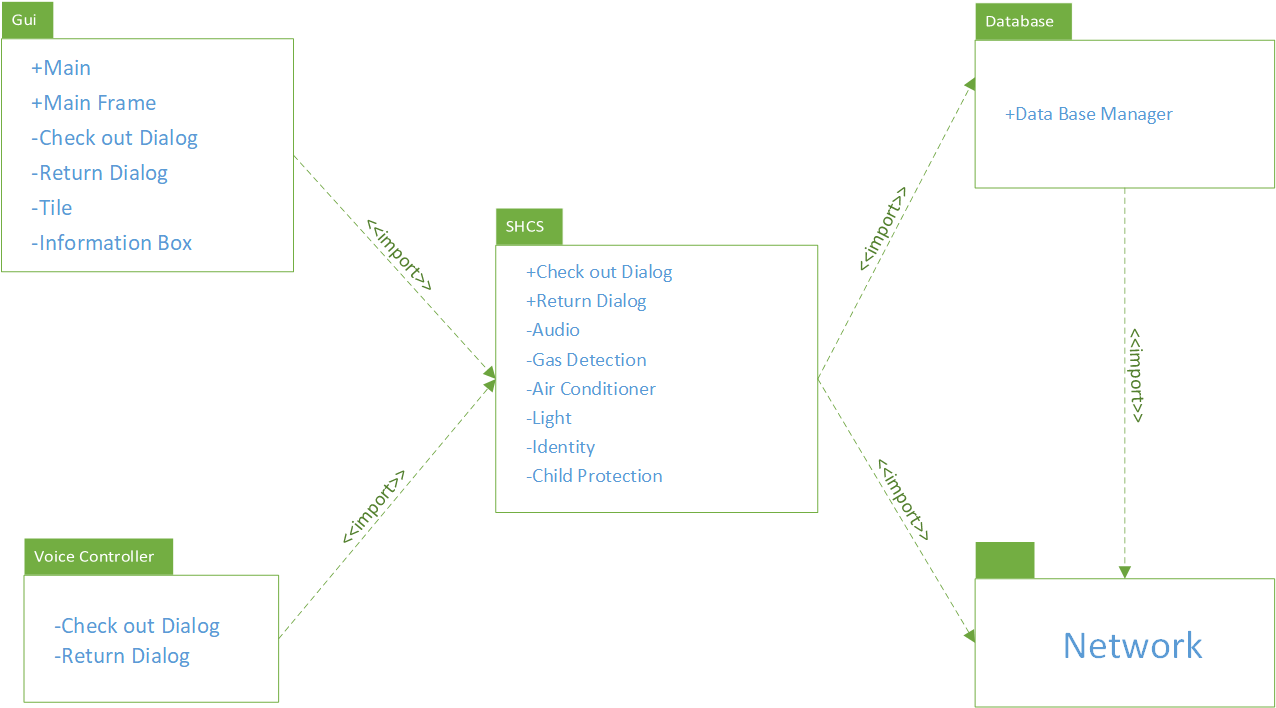 Gui
+Main
+Main Frame
-Check out Dialog
-Return Dialog
-Tile
-Information Box
<<import>>
SHCS
+Check out Dialog
+Return Dialog
-Audio
-Gas Detection
-Air Conditioner
-Light
-Identity
-Child Protection
<<import>>
Voice Controller
-Check out Dialog
-Return Dialog
<<import>>
Database
+Data Base Manager
<<import>>
<<import>>
Network